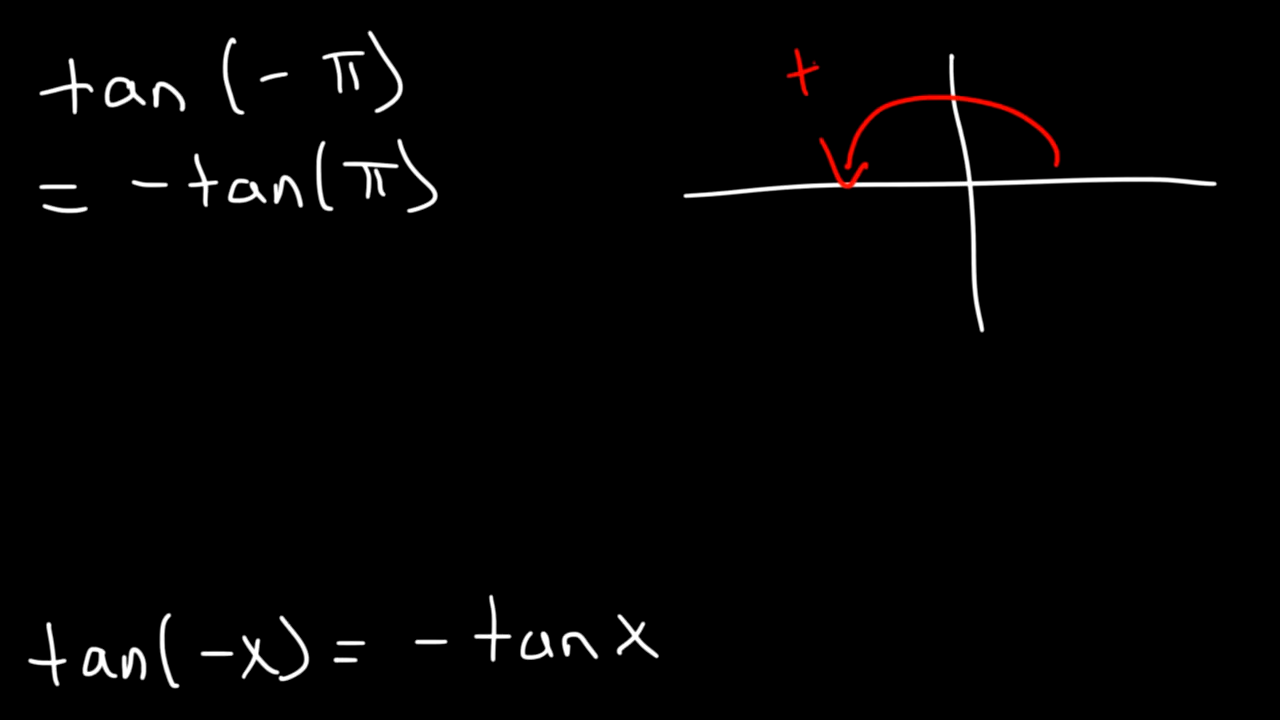 tan(-π)
= -tan(π)
+
tan(-x) = -tan x